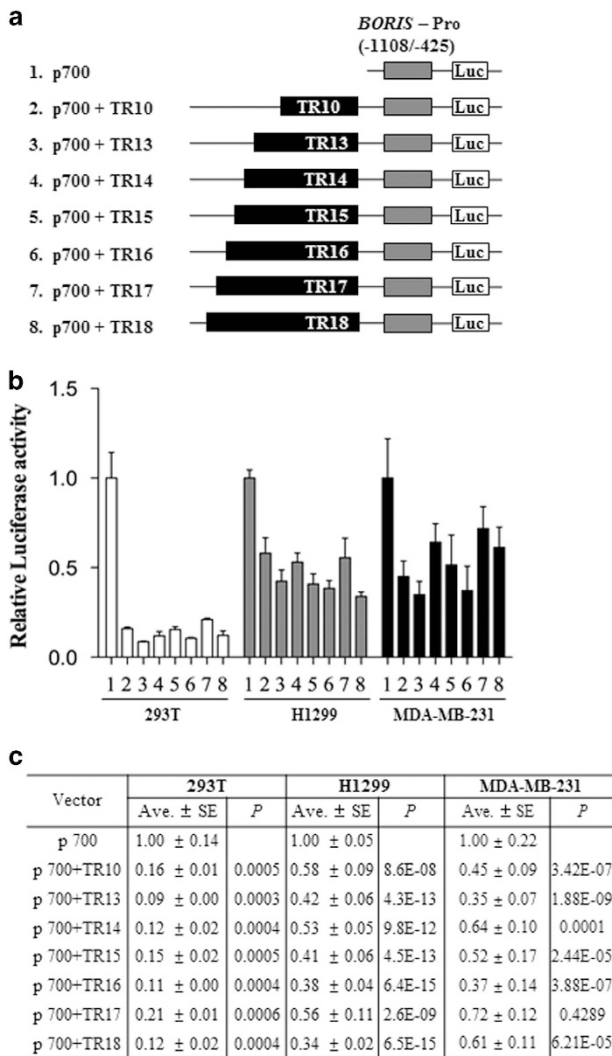 a
BORIS – Pro
(-1108/-425)
1. p700 Luc
2. p700 + TR10 TR10 Luc
3. p700 + TR13 TR13 Luc
4. p700 + TR14 TR14 Luc
5. p700 + TR15 TR15 Luc
6. p700 + TR16 TR16 Luc
7. p700 + TR17 TR17 Luc
8. p700 + TR18 TR18 Luc
b
Relative Luciferase activity
1.5
1.0
0.5
0.0
1 2 3 4 5 6 7 8 1 2 3 4 5 6 7 8 1 2 3 4 5 6 7 8
293T H1299 MDA-MB-231
c
Vector 293T H1299 MDA-MB-231
Ave. ± SE P Ave. ± SE P Ave. ± SE P
p 700 1.00 ± 0.14 1.00 ± 0.05 1.00 ± 0.22
p 700+TR10 0.16 ± 0.01 0.0005 0.58 ± 0.09 8.6E-08 0.45 ± 0.09 3.42E-07
p 700+TR13 0.09 ± 0.00 0.0003 0.42 ± 0.06 4.3E-13 0.35 ± 0.07 1.88E-09
p 700+TR14 0.12 ± 0.02 0.0004 0.53 ± 0.05 9.8E-12 0.64 ± 0.10 0.0001
p 700+TR15 0.15 ± 0.02 0.0005 0.41 ± 0.06 4.5E-13 0.52 ± 0.17 2.44E-05
p 700+TR16 0.11 ± 0.00 0.0004 0.38 ± 0.04 6.4E-15 0.37 ± 0.14 3.88E-07
p 700+TR17 0.21 ± 0.01 0.0006 0.56 ± 0.11 2.6E-09 0.72 ± 0.12 0.4289
p 700+TR18 0.12 ± 0.02 0.0004 0.34 ± 0.02 6.5E-15 0.61 ± 0.11 6.21E-03